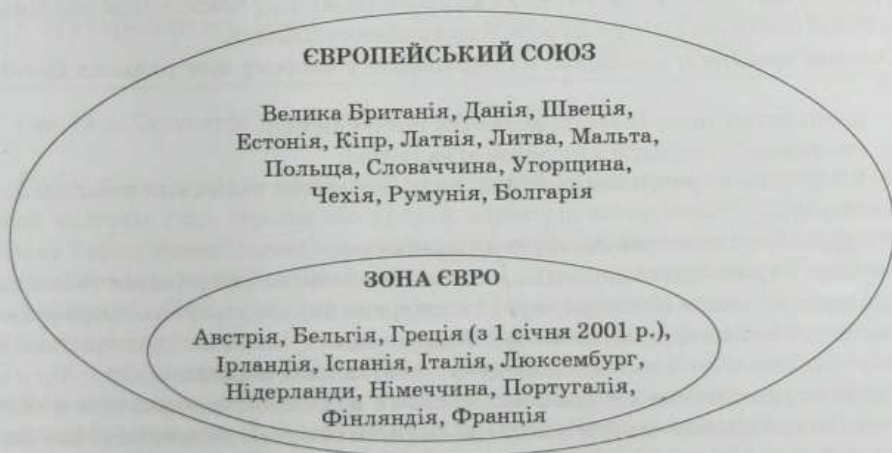 ЄВРОПЕЙСЬКИЙ СОЮЗ
Велика Британія, Данія, Швеція,
Естонія, Кіпр, Латвія, Литва, Мальта,
Польща, Словаччина, Угорщина,
Чехія, Румунія, Болгарія
ЗОНА ЄВРО
Австрія, Бельгія, Греція (з 1 січня 2001 р.),
Ірландія, Іспанія, Італія, Люксембург,
Нідерланди, Німеччина, Португалія,
Фінляндія, Франція